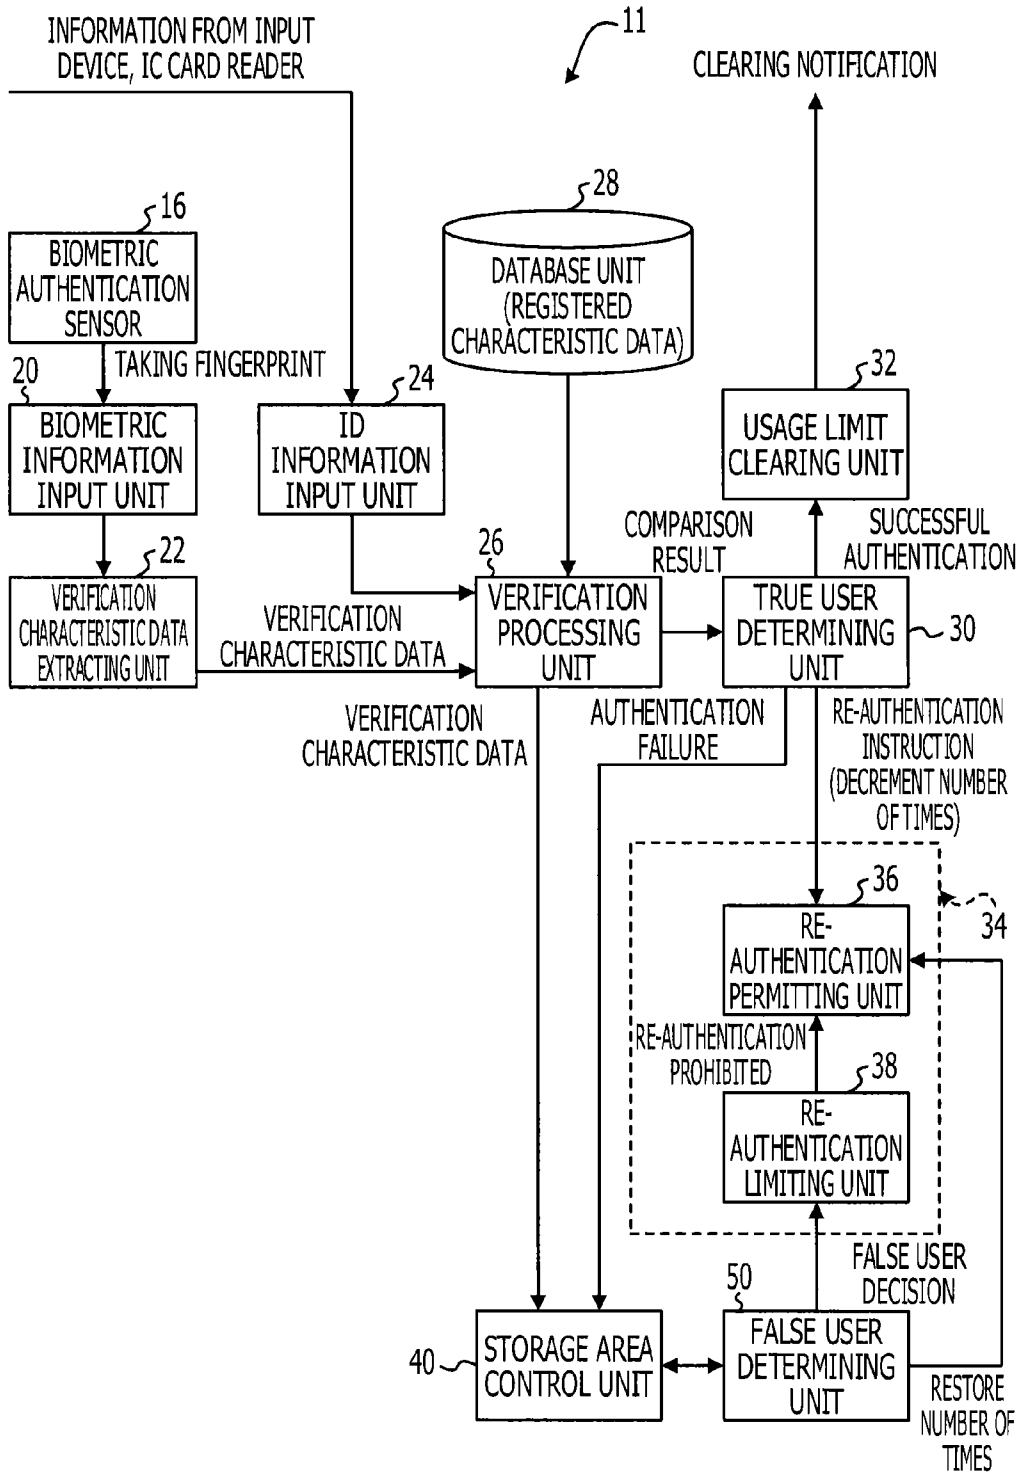 INFORMATION FROM INPUT
DEVICE, IC CARD READER
11
CLEARING NOTIFICATION
16
BIOMETRIC
AUTHENTICATION
SENSOR
28
DATABASE UNIT
(REGISTERED
CHARACTERISTIC DATA)
TAKING FINGERPRINT
20
BIOMETRIC
INFORMATION
INPUT UNIT
24
ID
INFORMATION
INPUT UNIT
32
USAGE LIMIT
CLEARING UNIT
22
VERIFICATION
CHARACTERISTIC DATA
EXTRACTING UNIT
VERIFICATION
CHARACTERISTIC DATA
26
VERIFICATION
PROCESSING
UNIT
COMPARISON
RESULT
SUCCESSFUL
AUTHENTICATION
TRUE USER
DETERMINING
UNIT
30
VERIFICATION
CHARACTERISTIC DATA
AUTHENTICATION
FAILURE
RE-AUTHENTICATION
INSTRUCTION
(DECREMENT NUMBER
OF TIMES)
36
34
RE-
AUTHENTICATION
PERMITTING UNIT
RE-AUTHENTICATION
PROHIBITED
38
RE-
AUTHENTICATION
LIMITING UNIT
FALSE USER
DECISION
40
STORAGE AREA
CONTROL UNIT
50
FALSE USER
DETERMINING
UNIT
RESTORE
NUMBER OF
TIMES